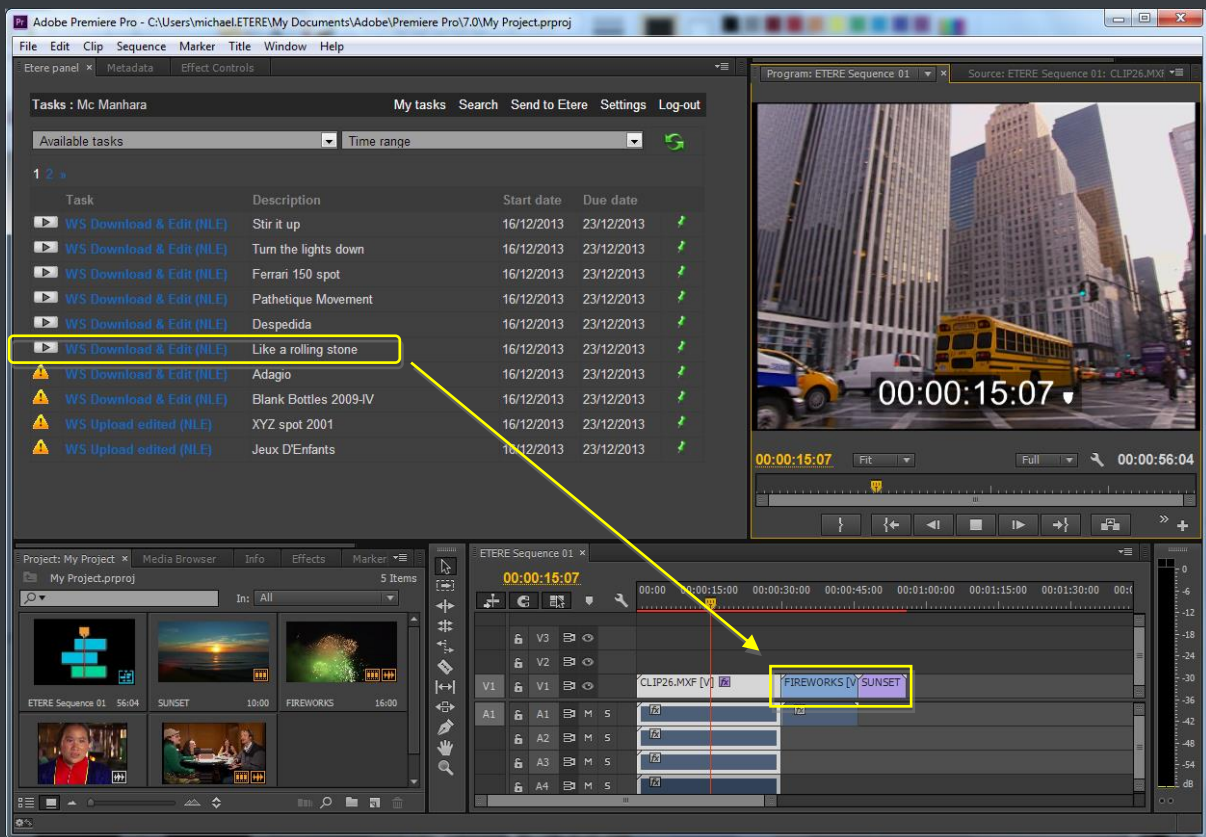 Adobe Premiere Pro - C:\Users\michael.ETERE\My Documents\Adobe\Premiere Pro\7.0\My Project.prproj
File Edit Clip Sequence Marker Title Window Help
Etere panel × Metadata Effect Controls
Program: ETERE Sequence 01 × Source: ETERE Sequence 01: CLIP26.MXF
Tasks : Mc Manhara My tasks Search Send to Etere Settings Log-out
Available tasks Time range
1 2 »
Task Description Start date Due date
WS Download & Edit (NLE) Stir it up 16/12/2013 23/12/2013
WS Download & Edit (NLE) Turn the lights down 16/12/2013 23/12/2013
WS Download & Edit (NLE) Ferrari 150 spot 16/12/2013 23/12/2013
WS Download & Edit (NLE) Pathetique Movement 16/12/2013 23/12/2013
WS Download & Edit (NLE) Despedida 16/12/2013 23/12/2013
WS Download & Edit (NLE) Like a rolling stone 16/12/2013 23/12/2013
WS Download & Edit (NLE) Adagio 16/12/2013 23/12/2013
WS Download & Edit (NLE) Blank Bottles 2009-IV 16/12/2013 23/12/2013
WS Upload edited (NLE) XYZ spot 2001 16/12/2013 23/12/2013
WS Upload edited (NLE) Jeux D'Enfants 16/12/2013 23/12/2013
00:00:15:07
00:00:15:07 Fit Full 00:00:56:04
Project: My Project × Media Browser Info Effects Marker
My Project.prproj 5 Items
In: All
ETERE Sequence 01 56:04 SUNSET 10:00 FIREWORKS 16:00
ETERE Sequence 01 ×
00:00:15:07
00:00 00:00:15:00 00:00:30:00 00:00:45:00 00:01:00:00 00:01:15:00 00:01:30:00 00:0
V3
V2
V1 V1 CLIP26.MXF [V] fx FIREWORKS [V SUNSET
A1 A1 M S fx fx
A2 M S fx
A3 M S fx
A4 M S fx
0
-6
-12
-18
-24
-30
-36
-42
-48
-54
dB